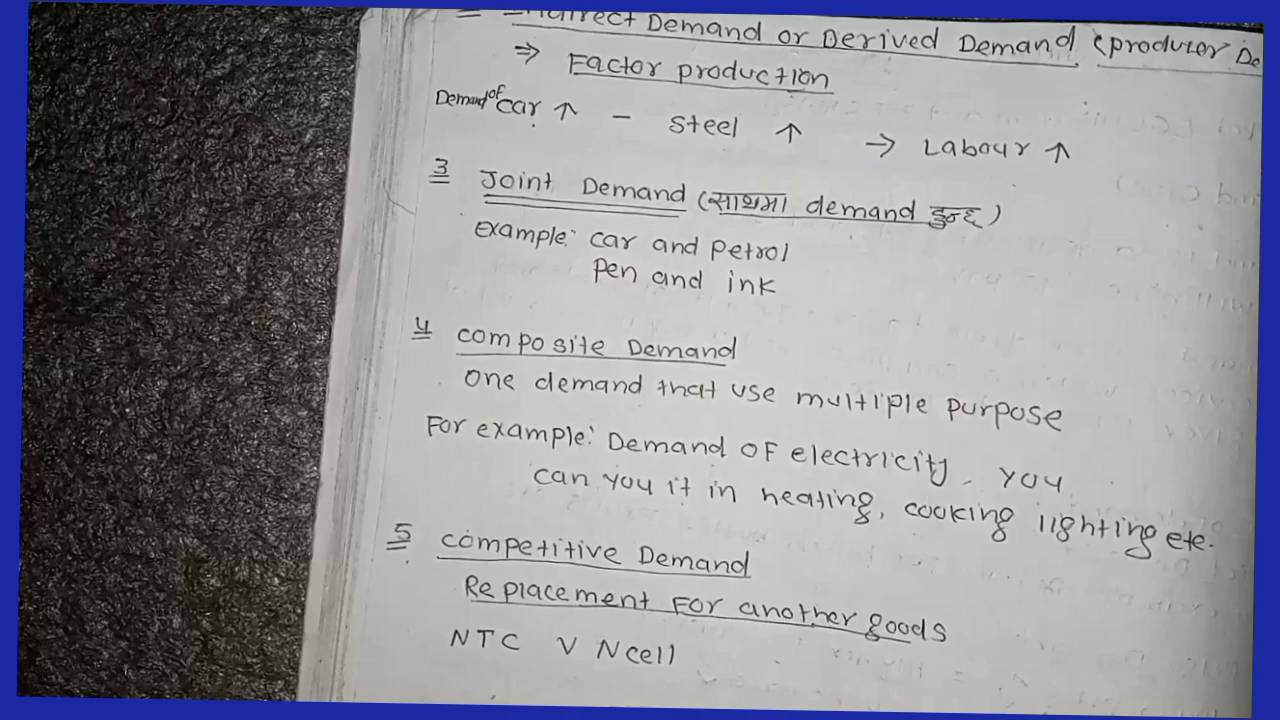 = Indirect Demand or Derived Demand (producer De
⇒ Factor production
Demand of car ↑ - steel ↑ → Labour ↑
3 Joint Demand (साथमा demand हुन्छ)
Example: car and petrol
pen and ink
4 composite Demand
one demand that use multiple purpose
For example: Demand of electricity, you
can you it in heating, cooking lighting etc.
5 competitive Demand
Replacement For another goods
NTC V Ncell